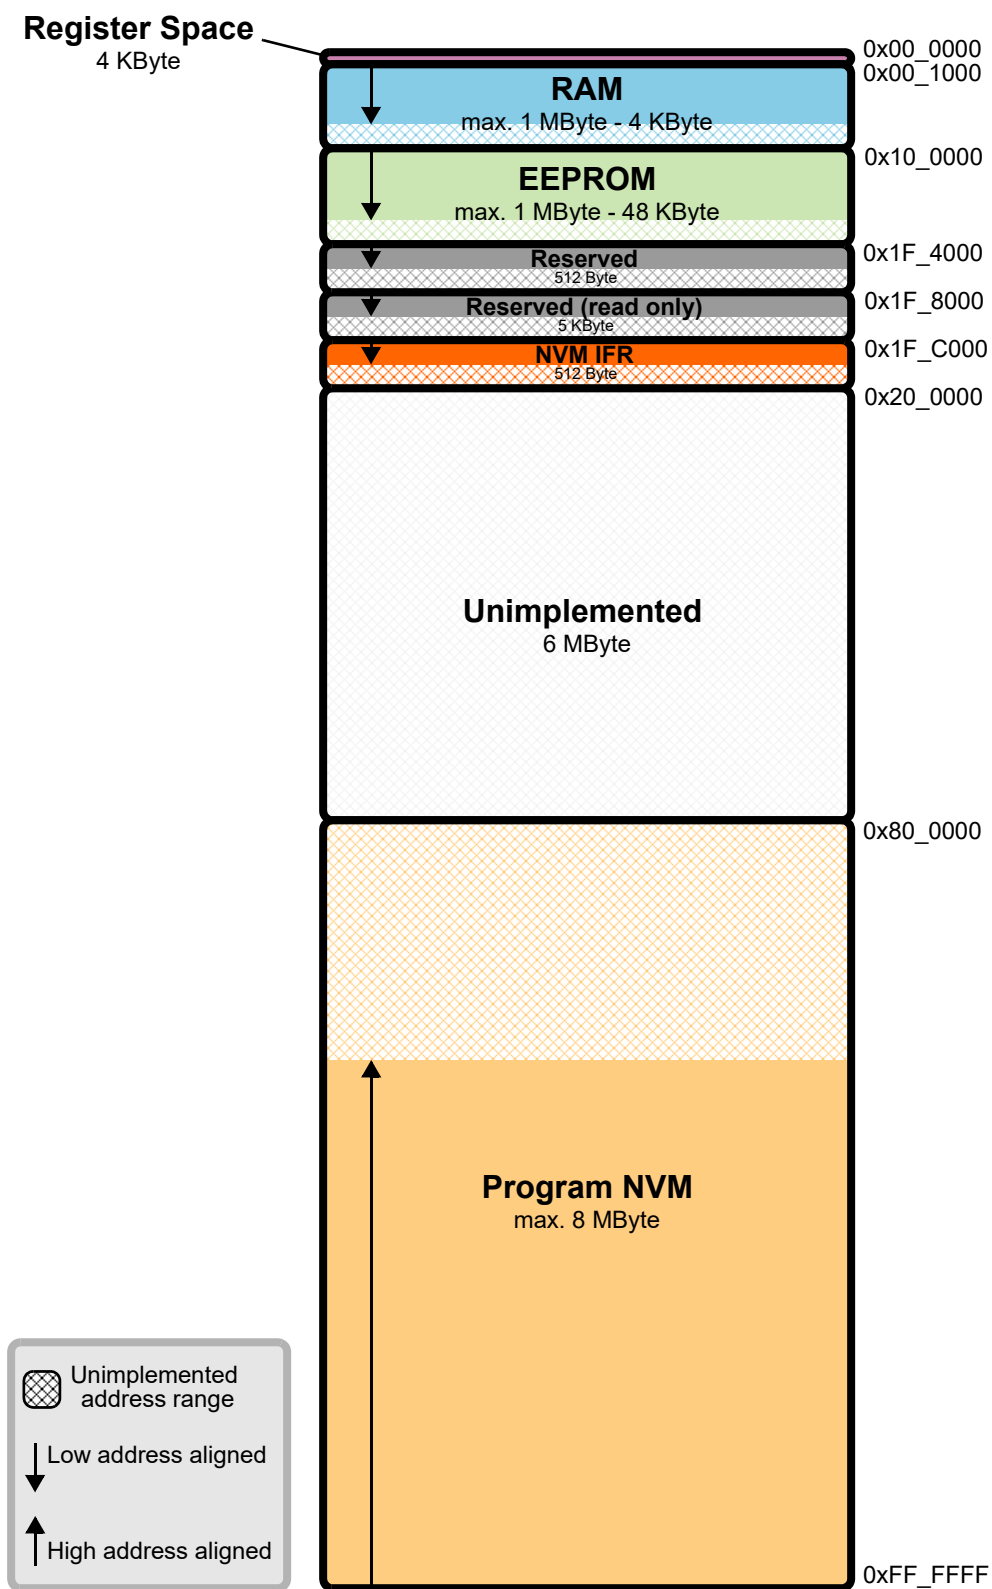 Register Space
4 KByte
0x00_0000
0x00_1000
RAM
max. 1 MByte - 4 KByte
0x10_0000
EEPROM
max. 1 MByte - 48 KByte
0x1F_4000
Reserved
512 Byte
0x1F_8000
Reserved (read only)
5 KByte
0x1F_C000
NVM IFR
512 Byte
0x20_0000
Unimplemented
6 MByte
0x80_0000
Program NVM
max. 8 MByte
0xFF_FFFF
Unimplemented
address range
Low address aligned
High address aligned